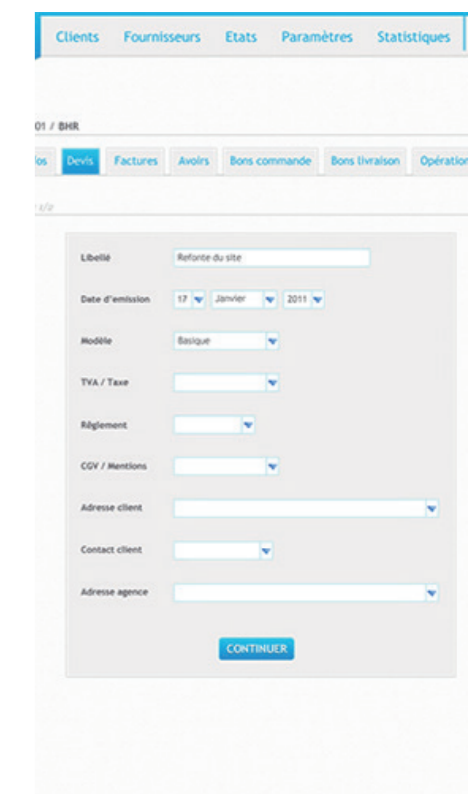 Clients Fournisseurs Etats Paramètres Statistiques
01 / BHR
os Devis Factures Avoirs Bons commande Bons livraison Opération
Libellé Refonte du site
Date d'emission 17 Janvier 2011
Modèle Basique
TVA / Taxe
Règlement
CGV / Mentions
Adresse client
Contact client
Adresse agence
CONTINUER